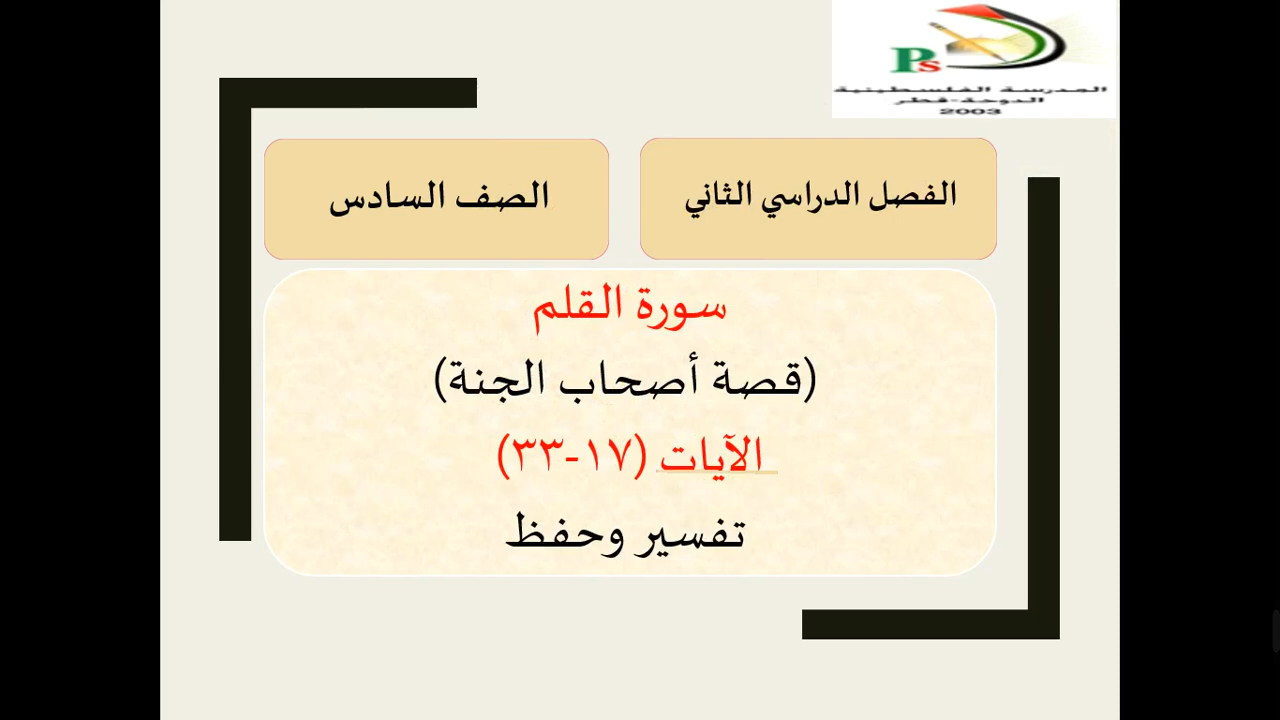 Ps
المدرسة الفلسطينية
الدوحة-قطر
2003
الفصل الدراسي الثاني
الصف السادس
سورة القلم
(قصة أصحاب الجنة)
الآيات (١٧-٣٣)
تفسير وحفظ